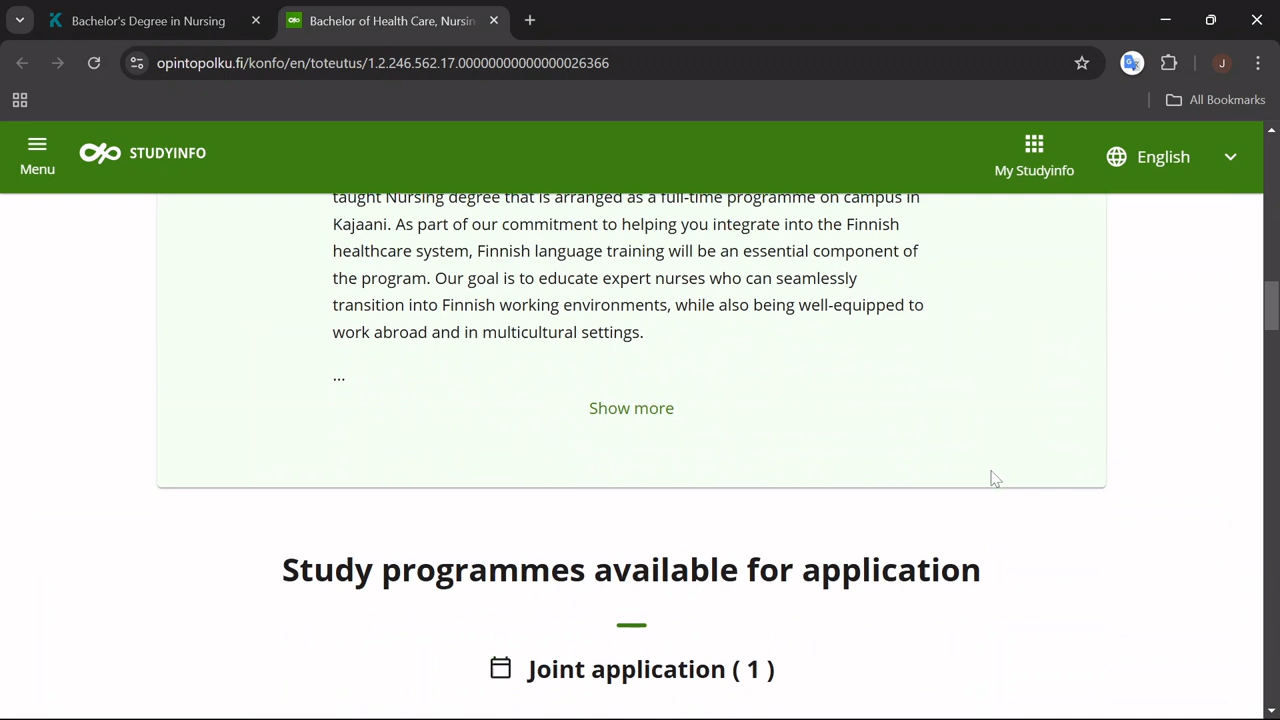 Bachelor's Degree in Nursing
Bachelor of Health Care, Nursin
opintopolku.fi/konfo/en/toteutus/1.2.246.562.17.00000000000000026366
J
All Bookmarks
Menu
STUDYINFO
My Studyinfo
English
taught Nursing degree that is arranged as a full-time programme on campus in
Kajaani. As part of our commitment to helping you integrate into the Finnish
healthcare system, Finnish language training will be an essential component of
the program. Our goal is to educate expert nurses who can seamlessly
transition into Finnish working environments, while also being well-equipped to
work abroad and in multicultural settings.
...
Show more
Study programmes available for application
Joint application ( 1 )